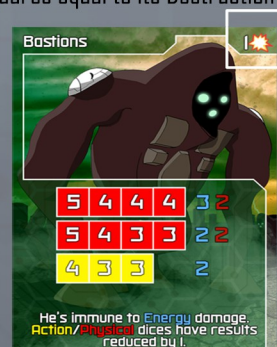 Bastions 1
5 4 4 4 3 2
5 4 3 3 2 2
4 3 3 2
He's immune to Energy damage.
Action/Physical dices have results
reduced by 1.